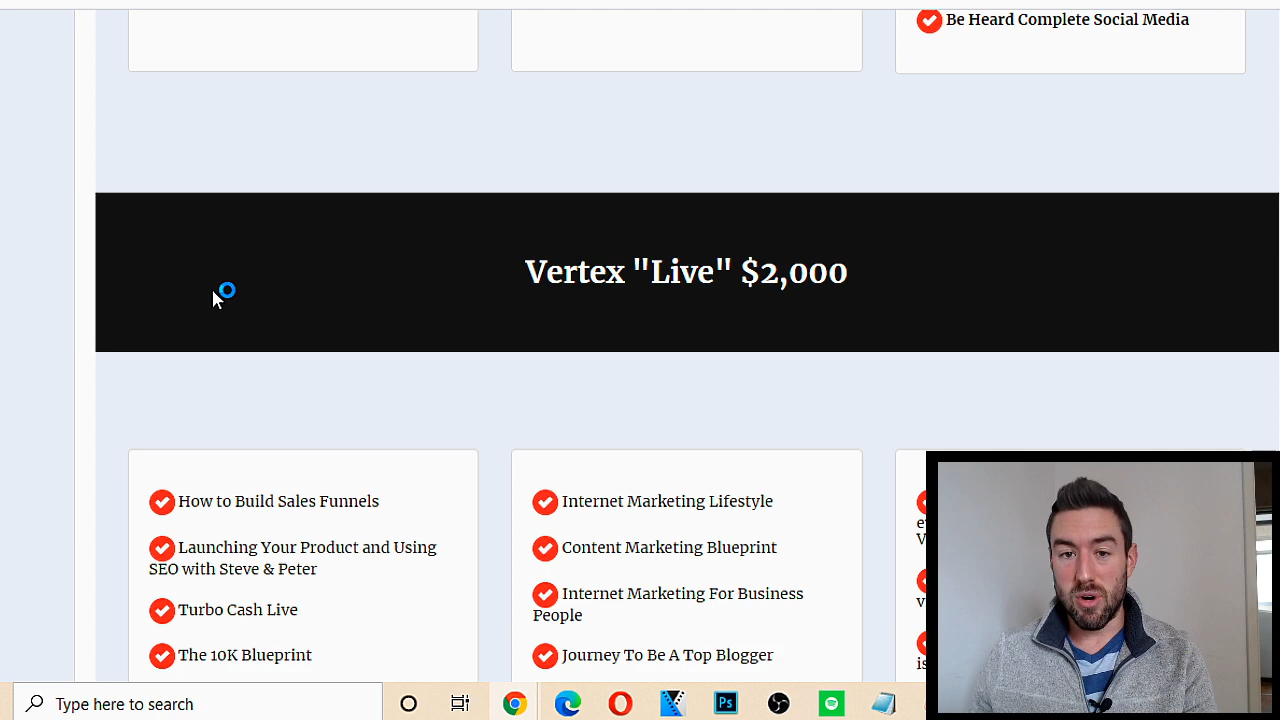 Be Heard Complete Social Media
Vertex "Live" $2,000
How to Build Sales Funnels
Launching Your Product and Using
SEO with Steve & Peter
Turbo Cash Live
The 10K Blueprint
Internet Marketing Lifestyle
Content Marketing Blueprint
Internet Marketing For Business
People
Journey To Be A Top Blogger
e
V
v
is
Type here to search
Ps